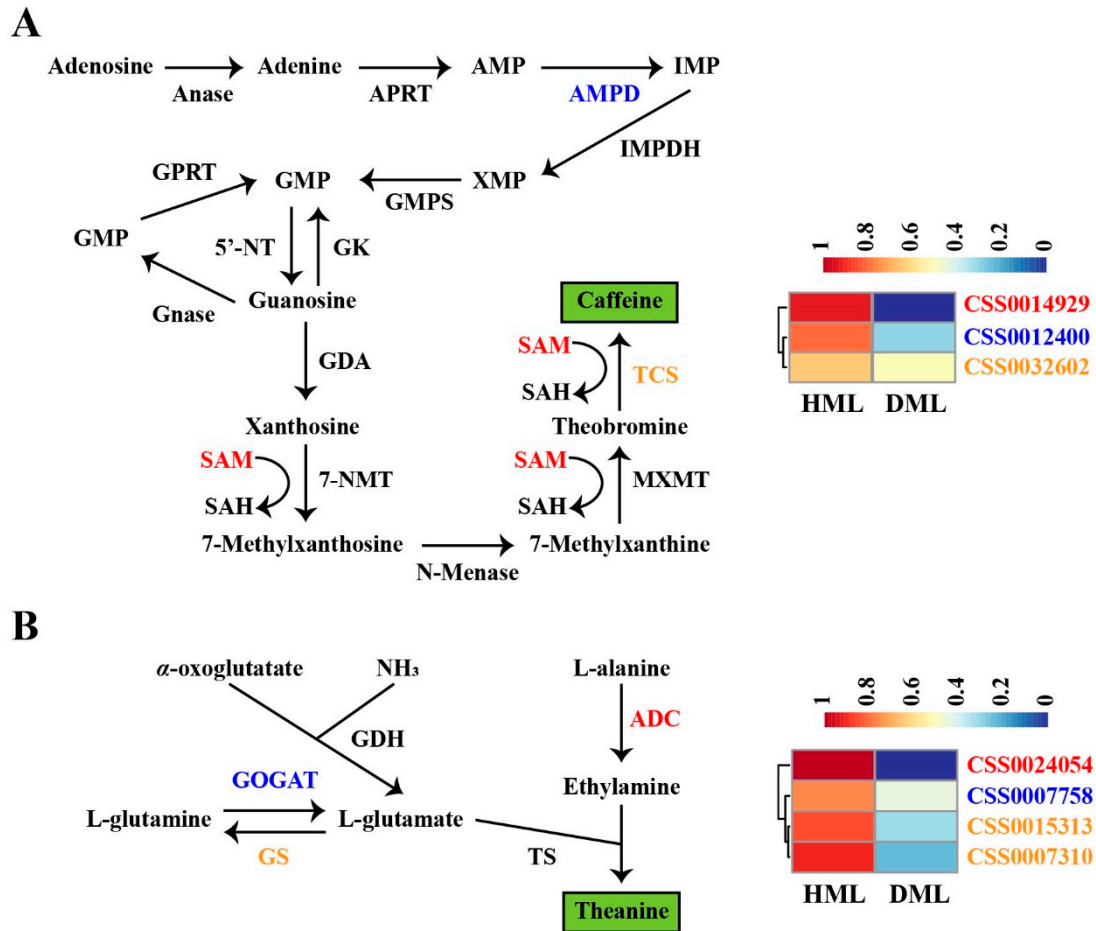 A
Adenosine Adenine AMP IMP
Anase APRT AMPD
IMPDH
GPRT GMP XMP
GMPS
GMP 5'-NT GK
Gnase Guanosine
GDA
Xanthosine
SAM
7-NMT
SAH
7-Methylxanthosine
N-Menase
7-Methylxanthine
SAM
MXMT
SAH
Theobromine
SAM
TCS
SAH
Caffeine
1 0.8 0.6 0.4 0.2 0
CSS0014929
CSS0012400
CSS0032602
HML DML
B
α-oxoglutatate NH₃ L-alanine
ADC
GDH
GOGAT Ethylamine
L-glutamine L-glutamate
GS TS
Theanine
1 0.8 0.6 0.4 0.2 0
CSS0024054
CSS0007758
CSS0015313
CSS0007310
HML DML